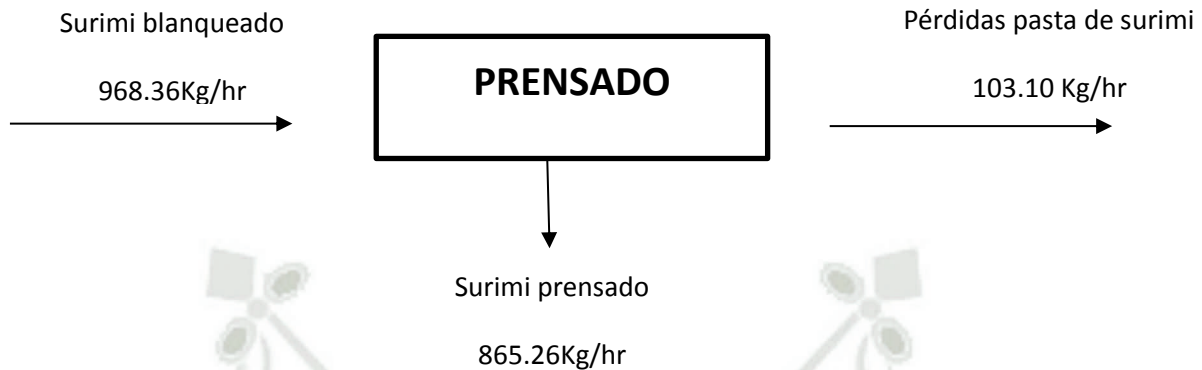 Surimi blanqueado
968.36Kg/hr
PRENSADO
Pérdidas pasta de surimi
103.10 Kg/hr
Surimi prensado
865.26Kg/hr